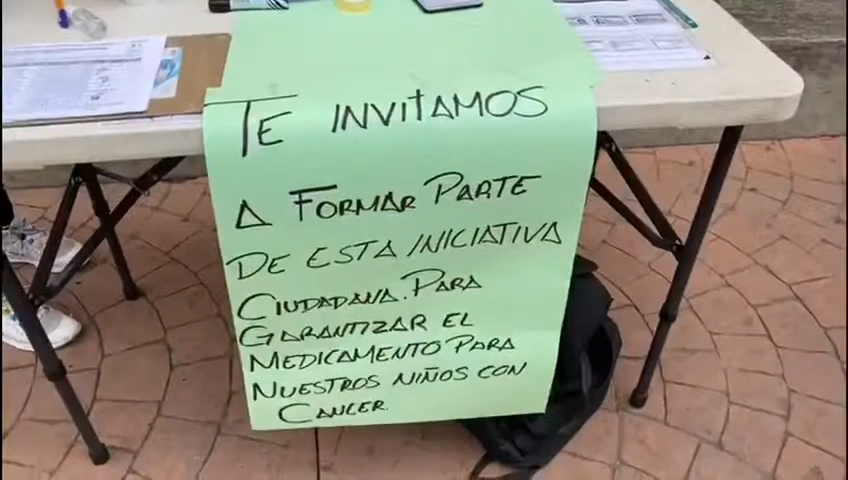 TE INVITAMOS
A FORMAR PARTE
DE ESTA INICIATIVA
CIUDADANA. PARA
GARANTIZAR EL
MEDICAMENTO PARA
NUESTROS NIÑOS CON
CANCER.